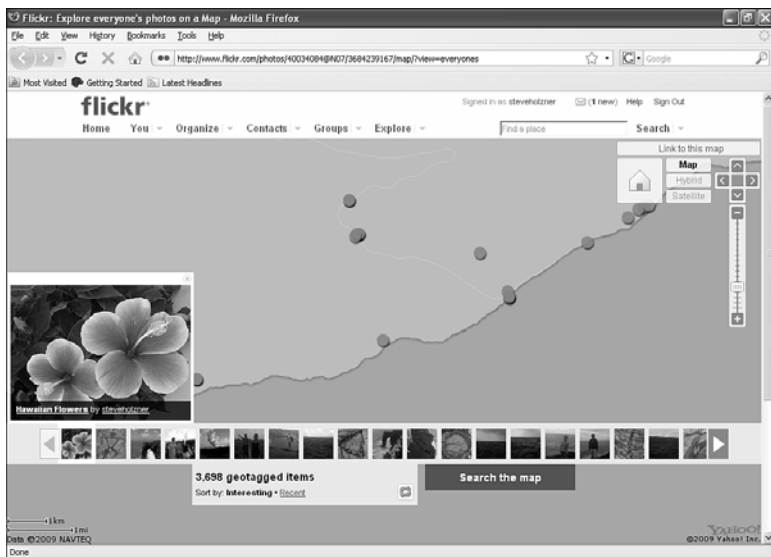 Flickr: Explore everyone's photos on a Map - Mozilla Firefox
File Edit View History Bookmarks Tools Help
http://www.flickr.com/photos/40034084@N07/3684239167/map/?view=everyones
Google
Most Visited Getting Started Latest Headlines
flickr
Signed in as steveholzner (1 new) Help Sign Out
Home You Organize Contacts Groups Explore
Find a place Search
Link to this map
Map
Hybrid
Satellite
Hawaiian Flowers by steveholzner
3,698 geotagged items
Sort by: Interesting • Recent
Search the map
1km
1mi
Data ©2009 NAVTEQ
YAHOO!
©2009 Yahoo! Inc.
Done